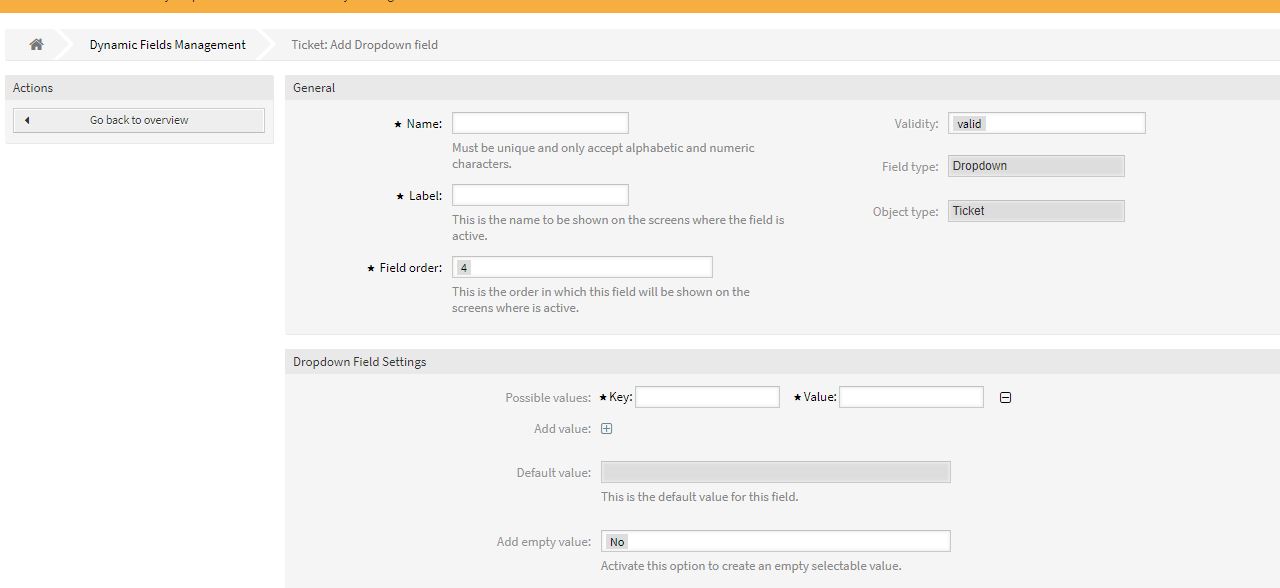 Dynamic Fields Management
Ticket: Add Dropdown field
Actions
Go back to overview
General
★ Name:
Must be unique and only accept alphabetic and numeric
characters.
★ Label:
This is the name to be shown on the screens where the field is
active.
★ Field order: 4
This is the order in which this field will be shown on the
screens where is active.
Validity: valid
Field type: Dropdown
Object type: Ticket
Dropdown Field Settings
Possible values: ★ Key: ★ Value:
Add value:
Default value:
This is the default value for this field.
Add empty value: No
Activate this option to create an empty selectable value.